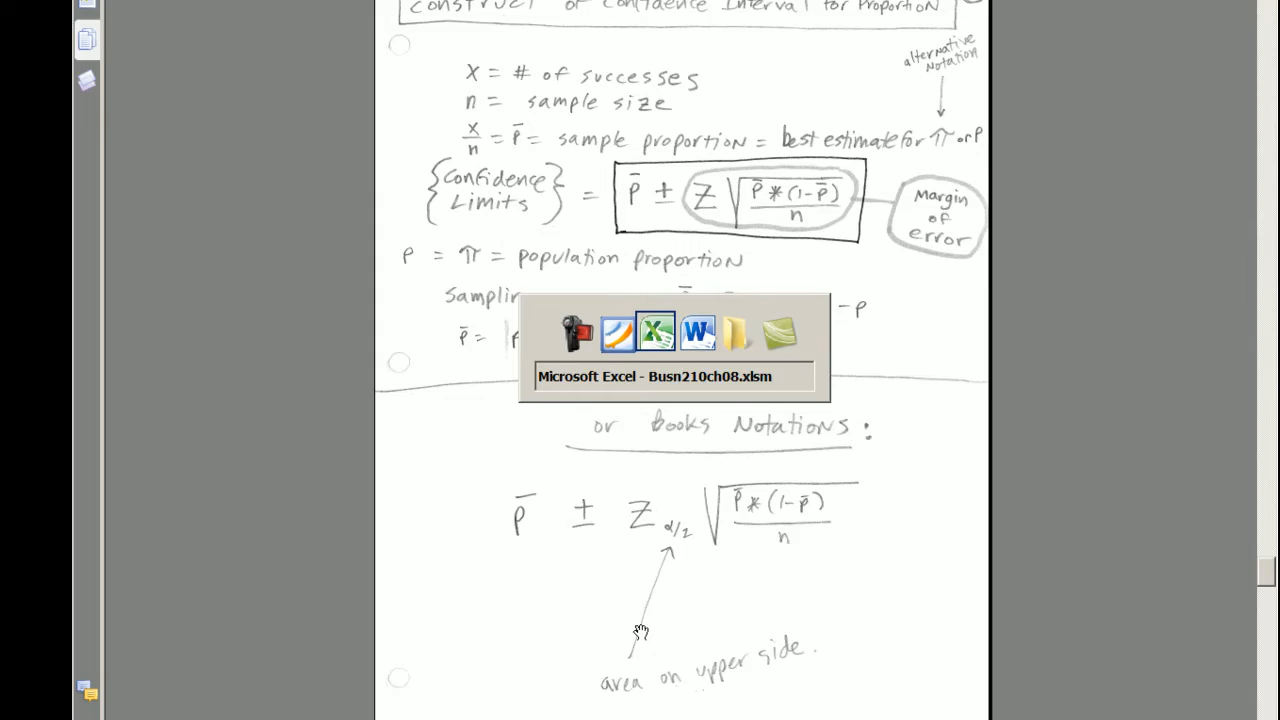 Construct of Confidence Interval for Proportion
alternative
Notation
X = # of successes
n = sample size
X/n = p̄ = sample proportion = best estimate for π or P
{Confidence Limits} = p̄ ± Z √(p̄*(1-p̄)/n)
Margin
of
error
P = π = population proportion
Samplin
-p
p̄ =
Microsoft Excel - Busn210ch08.xlsm
or Books Notations:
p̄ ± Z α/2 √(p̄*(1-p̄)/n)
area on upper side.